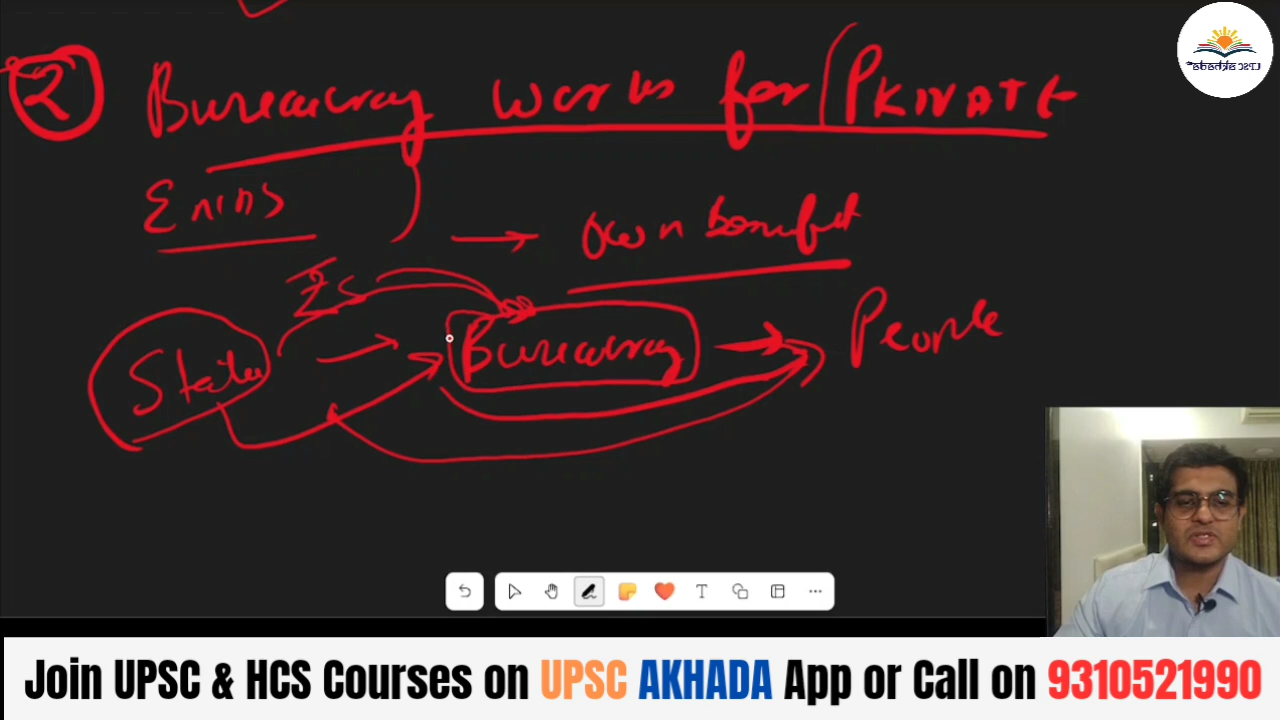 2 Bureaucracy works for (PRIVATE
Ends
→ Own benefit
₹s
State → Bureaucracy → People
T
Join UPSC & HCS Courses on UPSC AKHADA App or Call on 9310521990